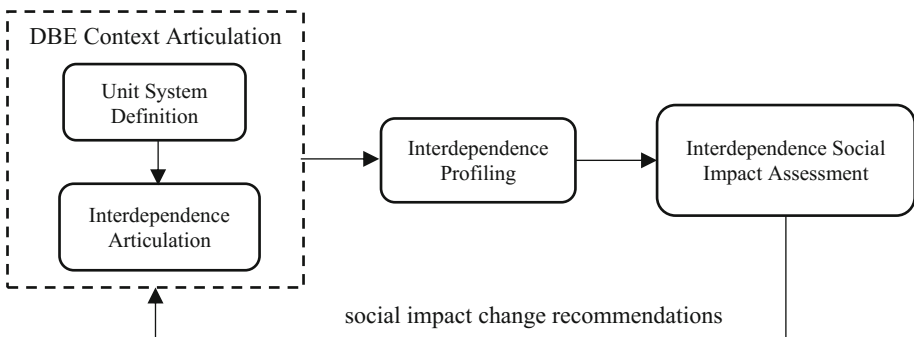 DBE Context Articulation
Unit System
Definition
Interdependence
Articulation
Interdependence
Profiling
Interdependence Social
Impact Assessment
social impact change recommendations